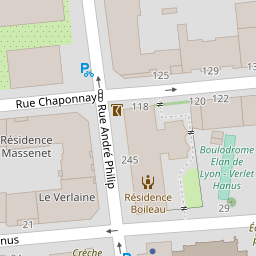 125
129
Rue Chaponnay
118
120
122
Rue André Philip
Résidence
Massenet
Boulodrome
Elan de
Lyon - Verlet
Hanus
245
Le Verlaine
Résidence
Boileau
29
21
31
nus
Crèche